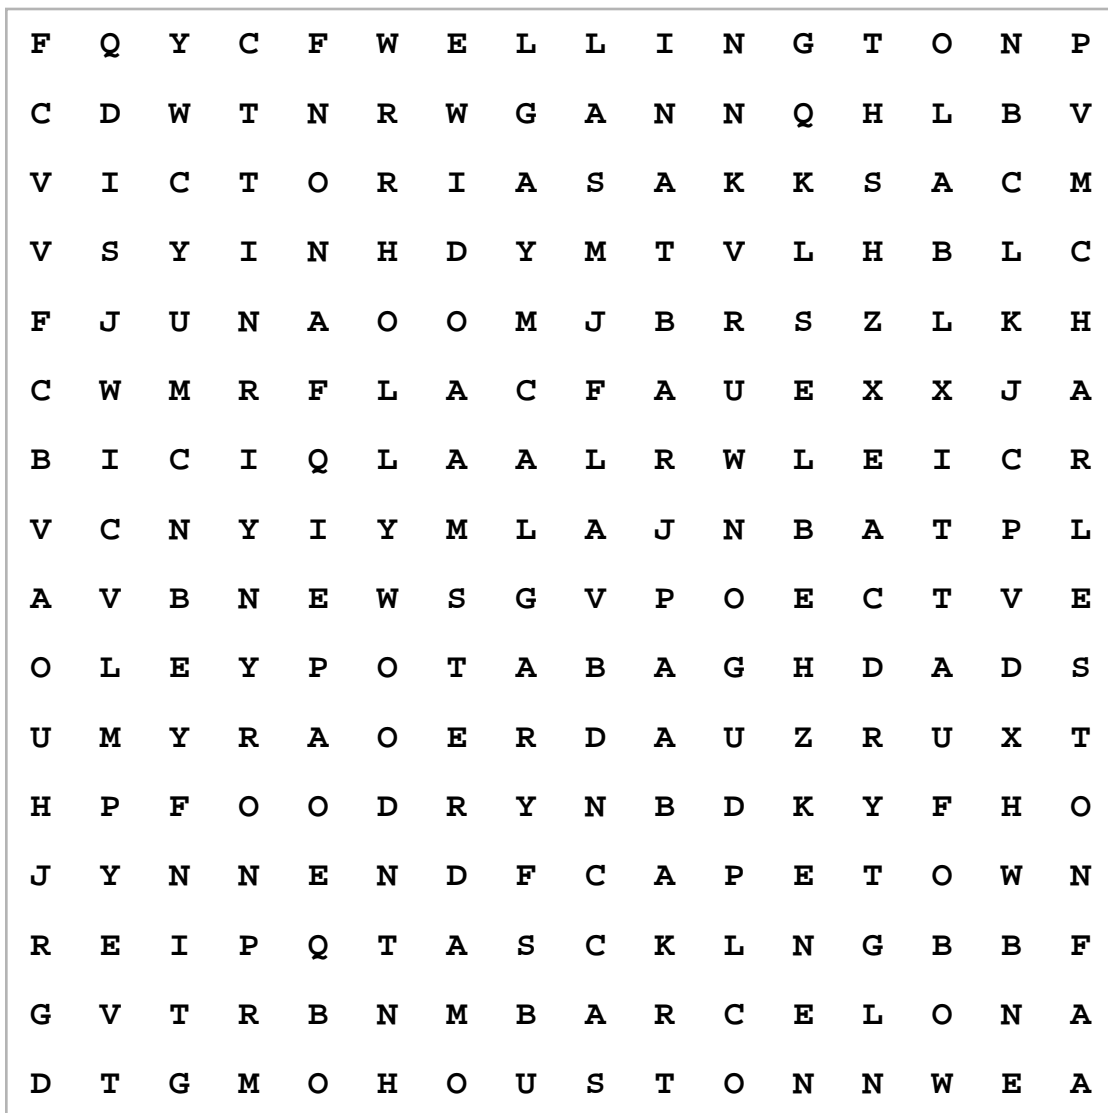 F Q Y C F W E L L I N G T O N P
C D W T N R W G A N N Q H L B V
V I C T O R I A S A K K S A C M
V S Y I N H D Y M T V L H B L C
F J U N A O O M J B R S Z L K H
C W M R F L A C F A U E X X J A
B I C I Q L A A L R W L E I C R
V C N Y I Y M L A J N B A T P L
A V B N E W S G V P O E C T V E
O L E Y P O T A B A G H D A D S
U M Y R A O E R D A U Z R U X T
H P F O O D R Y N B D K Y F H O
J Y N N E N D F C A P E T O W N
R E I P Q T A S C K L N G B B F
G V T R B N M B A R C E L O N A
D T G M O H O U S T O N N W E A